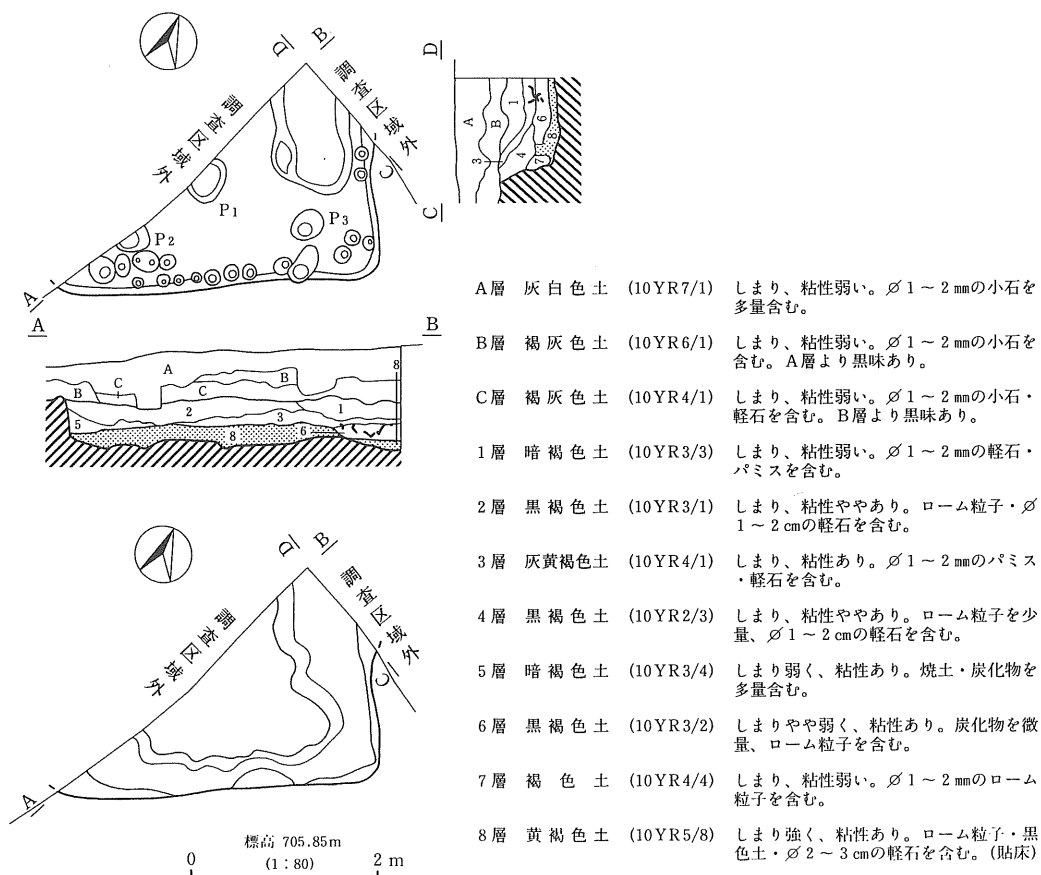 D B
調査区域外
調査区域外
P1
P2
P3
C
A
D
A B 1 6 8
3 4 7
C
A B
A 8
B C B
C
2 3 1
5 8 6
D B
調査区域外
調査区域外
C
A
標高 705.85m
0 (1:80) 2 m
A層 灰白色土 (10YR7/1) しまり、粘性弱い。∅1～2㎜の小石を
多量含む。
B層 褐灰色土 (10YR6/1) しまり、粘性弱い。∅1～2㎜の小石を
含む。A層より黒味あり。
C層 褐灰色土 (10YR4/1) しまり、粘性弱い。∅1～2㎜の小石・
軽石を含む。B層より黒味あり。
1層 暗褐色土 (10YR3/3) しまり、粘性弱い。∅1～2㎜の軽石・
パミスを含む。
2層 黒褐色土 (10YR3/1) しまり、粘性ややあり。ローム粒子・∅
1～2㎝の軽石を含む。
3層 灰黄褐色土 (10YR4/1) しまり、粘性あり。∅1～2㎜のパミス
・軽石を含む。
4層 黒褐色土 (10YR2/3) しまり、粘性ややあり。ローム粒子を少
量、∅1～2㎝の軽石を含む。
5層 暗褐色土 (10YR3/4) しまり弱く、粘性あり。焼土・炭化物を
多量含む。
6層 黒褐色土 (10YR3/2) しまりやや弱く、粘性あり。炭化物を微
量、ローム粒子を含む。
7層 褐色土 (10YR4/4) しまり、粘性弱い。∅1～2㎜のローム
粒子を含む。
8層 黄褐色土 (10YR5/8) しまり強く、粘性あり。ローム粒子・黒
色土・∅2～3㎝の軽石を含む。(貼床)